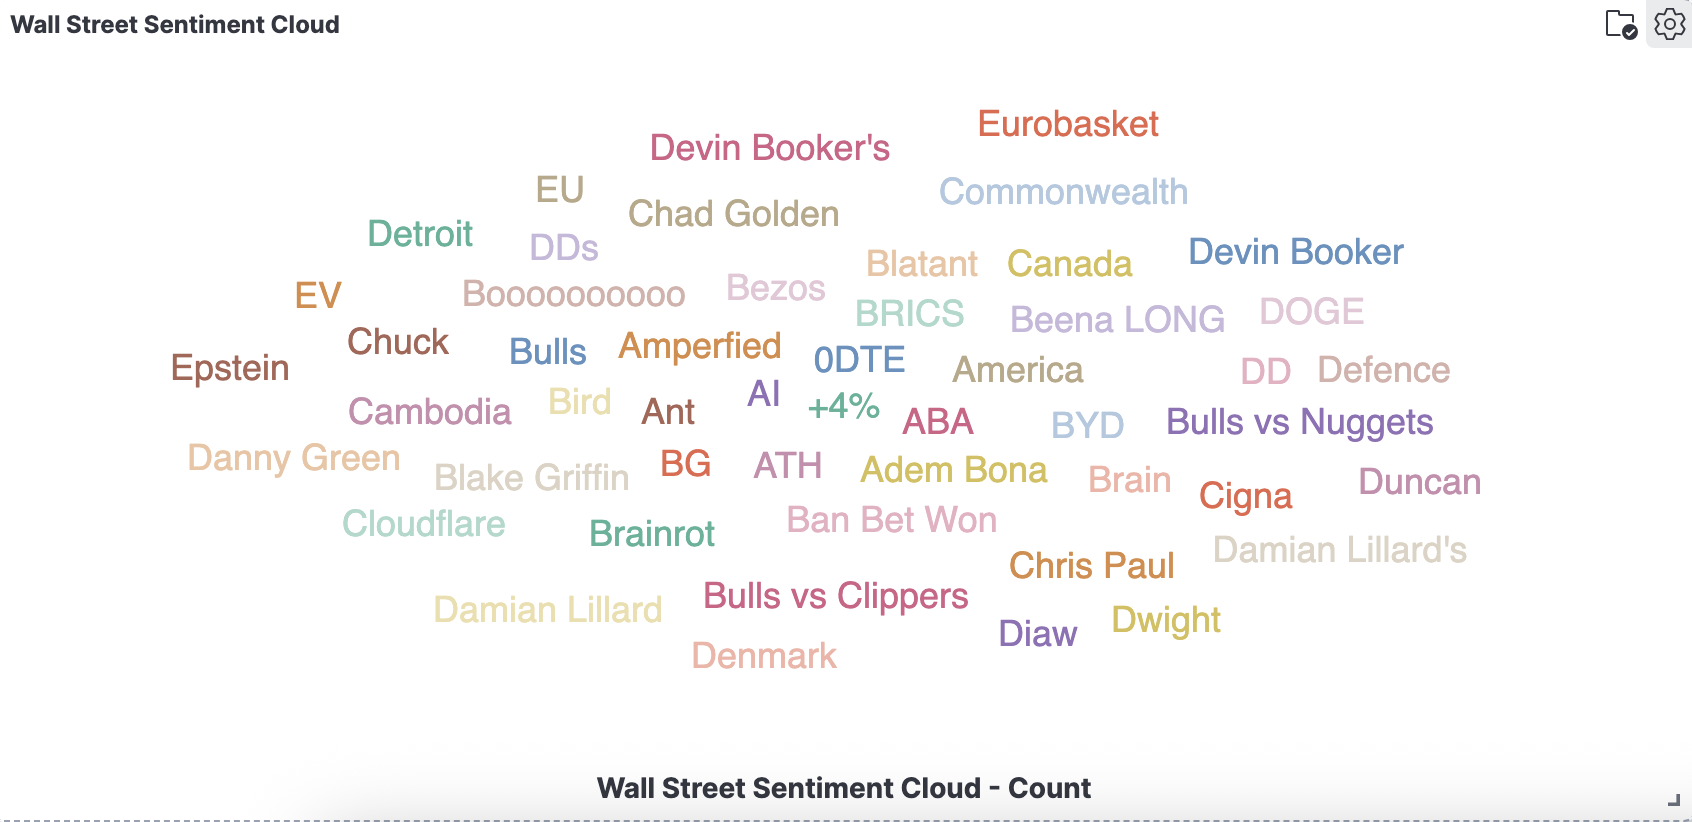 Wall Street Sentiment Cloud
Eurobasket
Devin Booker's
EU
Commonwealth
Chad Golden
Detroit
DDs
Devin Booker
Blatant
Canada
EV
Boooooooooo
Bezos
BRICS
Beena LONG
DOGE
Chuck
Bulls
Amperfied
0DTE
Epstein
America
DD
Defence
Cambodia
Bird
Ant
AI
+4%
ABA
BYD
Bulls vs Nuggets
Danny Green
Blake Griffin
BG
ATH
Adem Bona
Brain
Cigna
Duncan
Cloudflare
Brainrot
Ban Bet Won
Damian Lillard's
Chris Paul
Damian Lillard
Bulls vs Clippers
Diaw
Dwight
Denmark
Wall Street Sentiment Cloud - Count